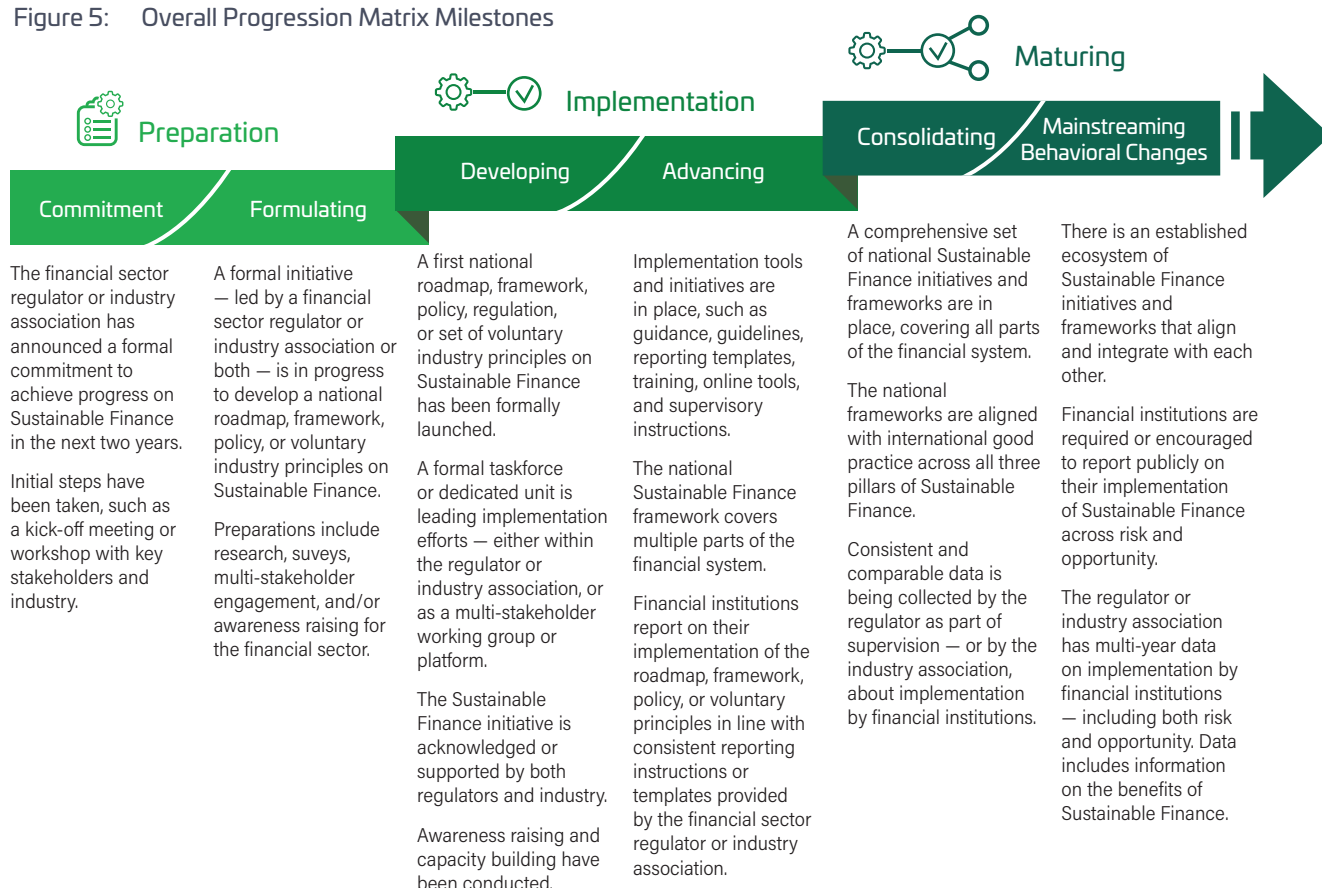 Figure 5: Overall Progression Matrix Milestones
Preparation
Commitment
Formulating
The financial sector
regulator or industry
association has
announced a formal
commitment to
achieve progress on
Sustainable Finance
in the next two years.
Initial steps have
been taken, such as
a kick-off meeting or
workshop with key
stakeholders and
industry.
A formal initiative
— led by a financial
sector regulator or
industry association or
both — is in progress
to develop a national
roadmap, framework,
policy, or voluntary
industry principles on
Sustainable Finance.
Preparations include
research, suveys,
multi-stakeholder
engagement, and/or
awareness raising for
the financial sector.
Implementation
Developing
Advancing
A first national
roadmap, framework,
policy, regulation,
or set of voluntary
industry principles on
Sustainable Finance
has been formally
launched.
A formal taskforce
or dedicated unit is
leading implementation
efforts — either within
the regulator or
industry association, or
as a multi-stakeholder
working group or
platform.
The Sustainable
Finance initiative is
acknowledged or
supported by both
regulators and industry.
Awareness raising and
capacity building have
been conducted.
Implementation tools
and initiatives are
in place, such as
guidance, guidelines,
reporting templates,
training, online tools,
and supervisory
instructions.
The national
Sustainable Finance
framework covers
multiple parts of the
financial system.
Financial institutions
report on their
implementation of the
roadmap, framework,
policy, or voluntary
principles in line with
consistent reporting
instructions or
templates provided
by the financial sector
regulator or industry
association.
Maturing
Consolidating
Mainstreaming
Behavioral Changes
A comprehensive set
of national Sustainable
Finance initiatives and
frameworks are in
place, covering all parts
of the financial system.
The national
frameworks are aligned
with international good
practice across all three
pillars of Sustainable
Finance.
Consistent and
comparable data is
being collected by the
regulator as part of
supervision — or by the
industry association,
about implementation
by financial institutions.
There is an established
ecosystem of
Sustainable Finance
initiatives and
frameworks that align
and integrate with each
other.
Financial institutions are
required or encouraged
to report publicly on
their implementation
of Sustainable Finance
across risk and
opportunity.
The regulator or
industry association
has multi-year data
on implementation by
financial institutions
— including both risk
and opportunity. Data
includes information
on the benefits of
Sustainable Finance.